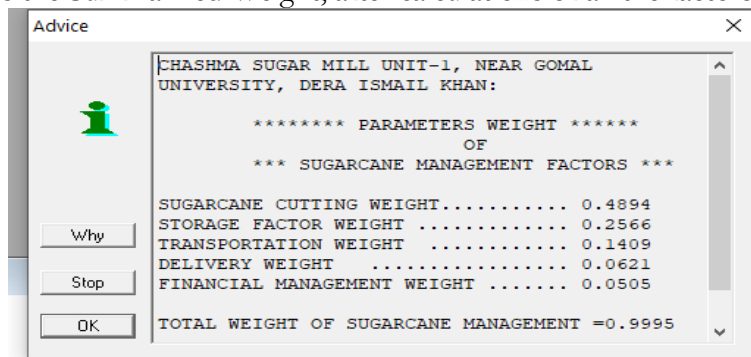 Advice
CHASHMA SUGAR MILL UNIT-1, NEAR GOMAL
UNIVERSITY, DERA ISMAIL KHAN:
******** PARAMETERS WEIGHT ******
OF
*** SUGARCANE MANAGEMENT FACTORS ***
SUGARCANE CUTTING WEIGHT........... 0.4894
STORAGE FACTOR WEIGHT ............. 0.2566
TRANSPORTATION WEIGHT ............ 0.1409
DELIVERY WEIGHT ................. 0.0621
FINANCIAL MANAGEMENT WEIGHT ....... 0.0505
TOTAL WEIGHT OF SUGARCANE MANAGEMENT =0.9995
Why
Stop
OK